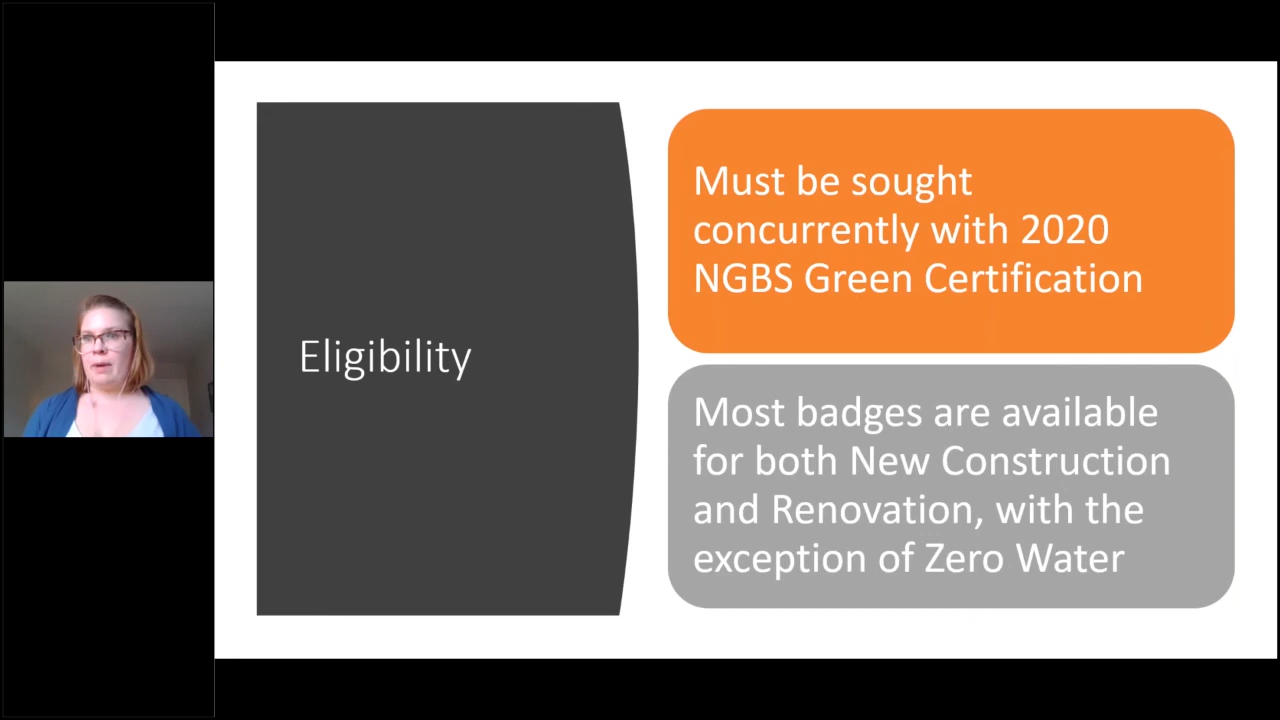 Eligibility
Must be sought
concurrently with 2020
NGBS Green Certification
Most badges are available
for both New Construction
and Renovation, with the
exception of Zero Water